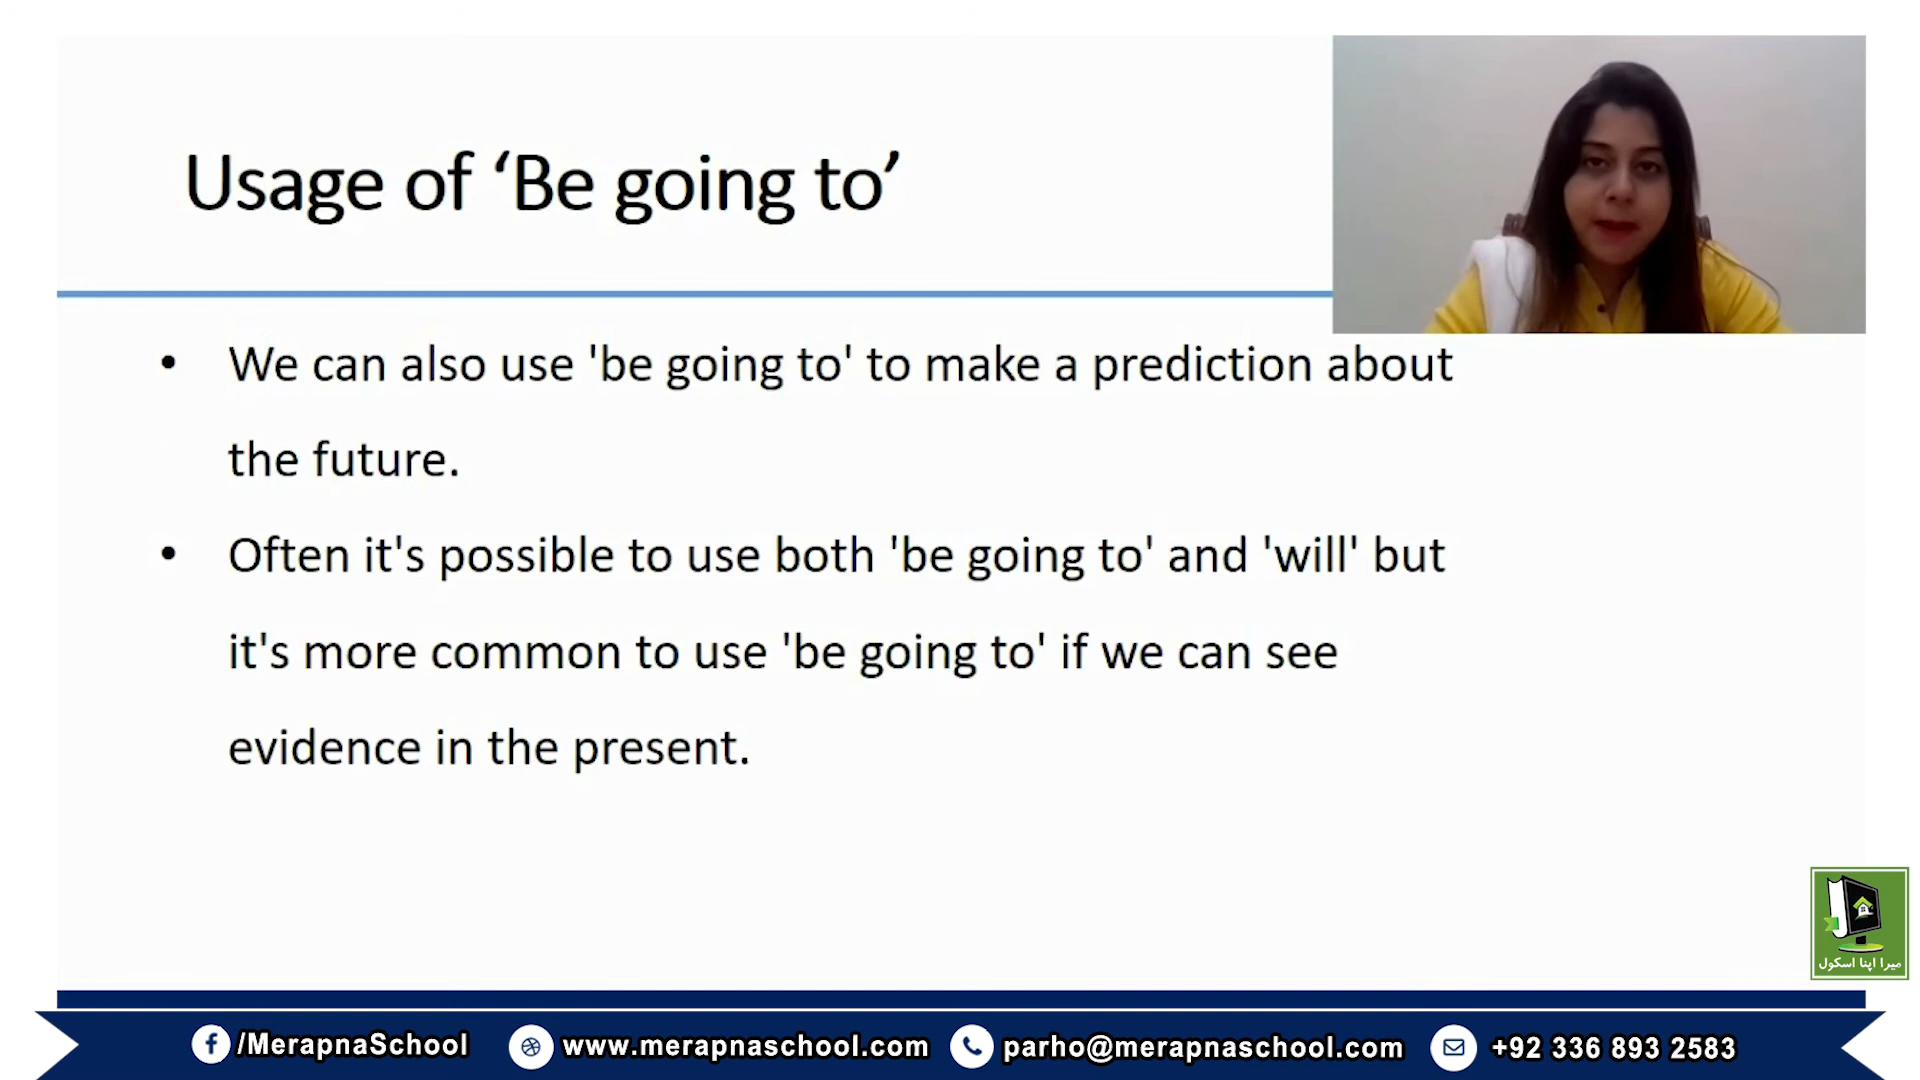 Usage of ‘Be going to’
• We can also use 'be going to' to make a prediction about
the future.
• Often it's possible to use both 'be going to' and 'will' but
it's more common to use 'be going to' if we can see
evidence in the present.
میرا اپنا اسکول
/MerapnaSchool www.merapnaschool.com parho@merapnaschool.com +92 336 893 2583